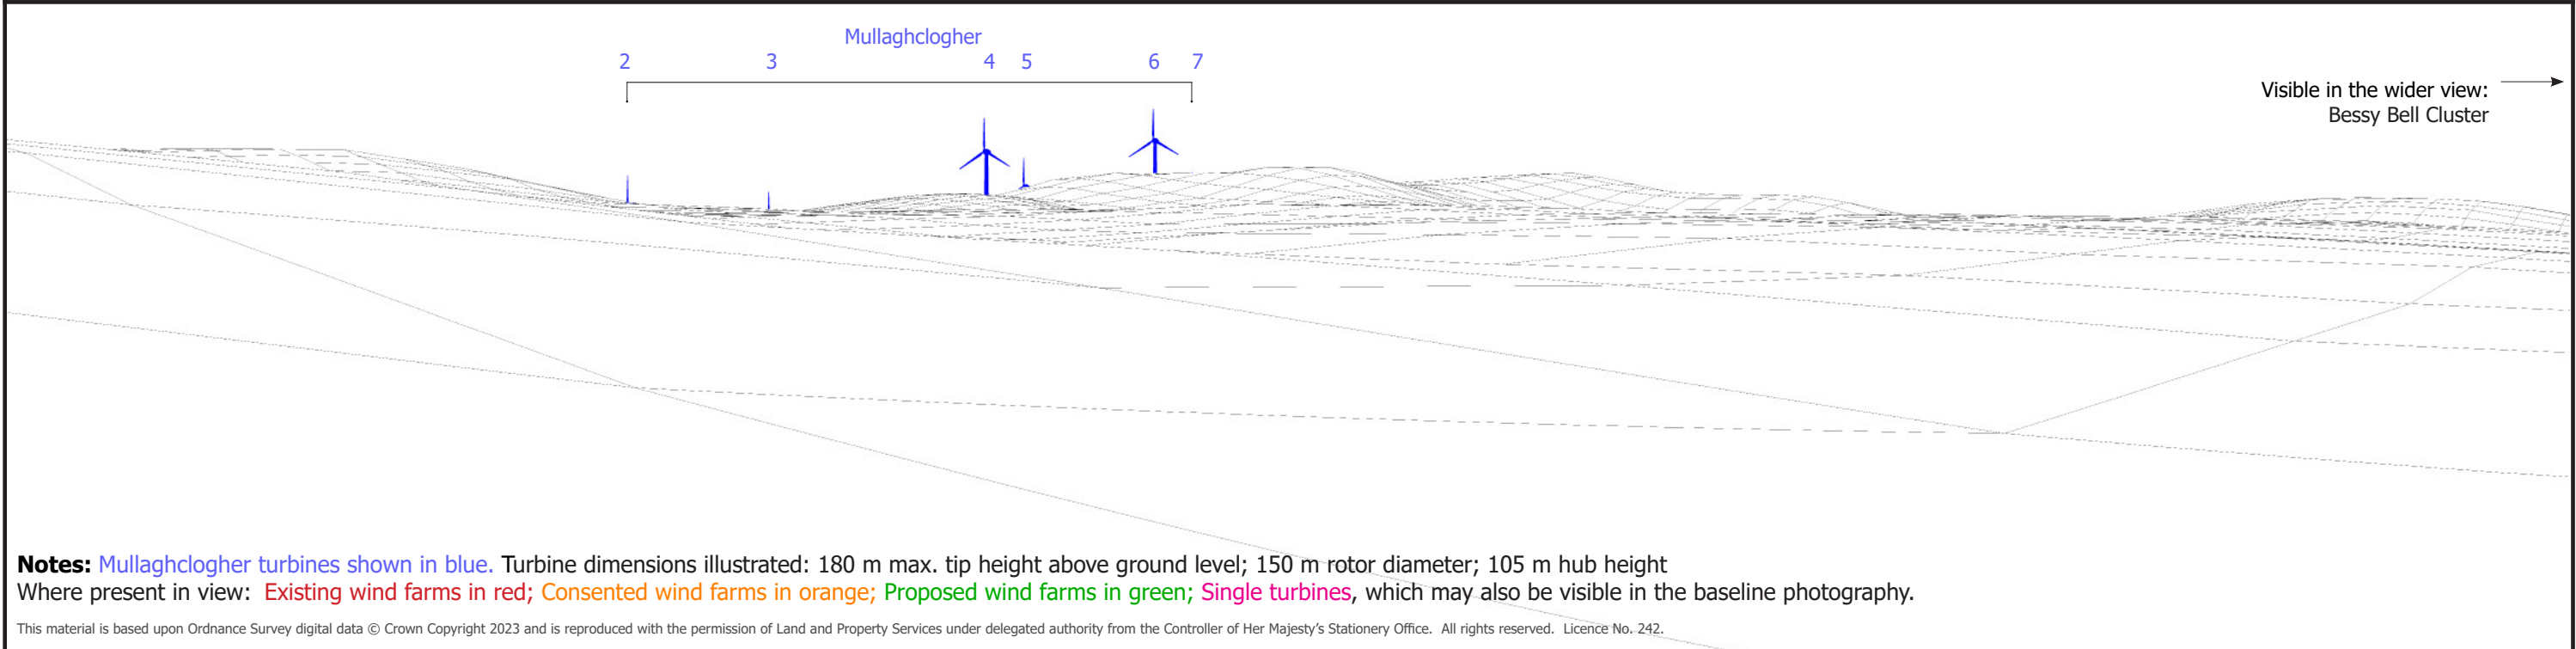 Mullaghclogher
2 3 4 5 6 7
Visible in the wider view:
Bessy Bell Cluster
Notes: Mullaghclogher turbines shown in blue. Turbine dimensions illustrated: 180 m max. tip height above ground level; 150 m rotor diameter; 105 m hub height
Where present in view: Existing wind farms in red; Consented wind farms in orange; Proposed wind farms in green; Single turbines, which may also be visible in the baseline photography.
This material is based upon Ordnance Survey digital data © Crown Copyright 2023 and is reproduced with the permission of Land and Property Services under delegated authority from the Controller of Her Majesty’s Stationery Office. All rights reserved. Licence No. 242.